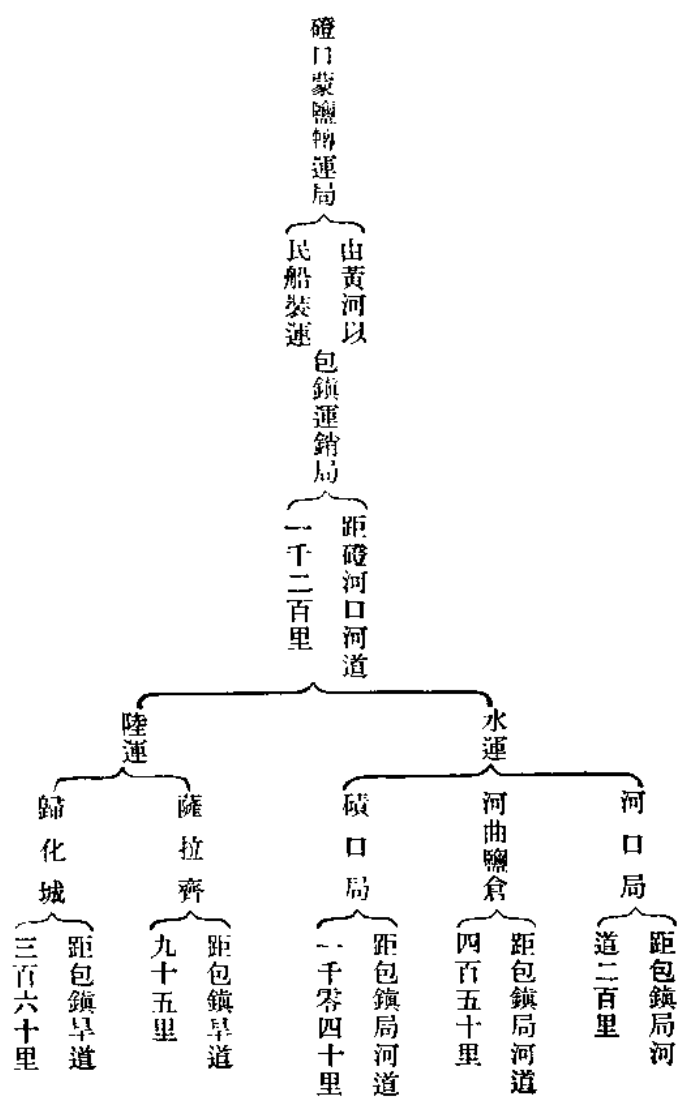 磴口蒙鹽轉運局
由黃河以
民船裝運
包鎮運銷局
距磴河口河道
一千二百里
水運
河口局
距包鎮局河
道二百里
河曲鹽倉
距包鎮局河道
四百五十里
磧口局
距包鎮局河道
一千零四十里
陸運
薩拉齊
距包鎮旱道
九十五里
歸化城
距包鎮旱道
三百六十里